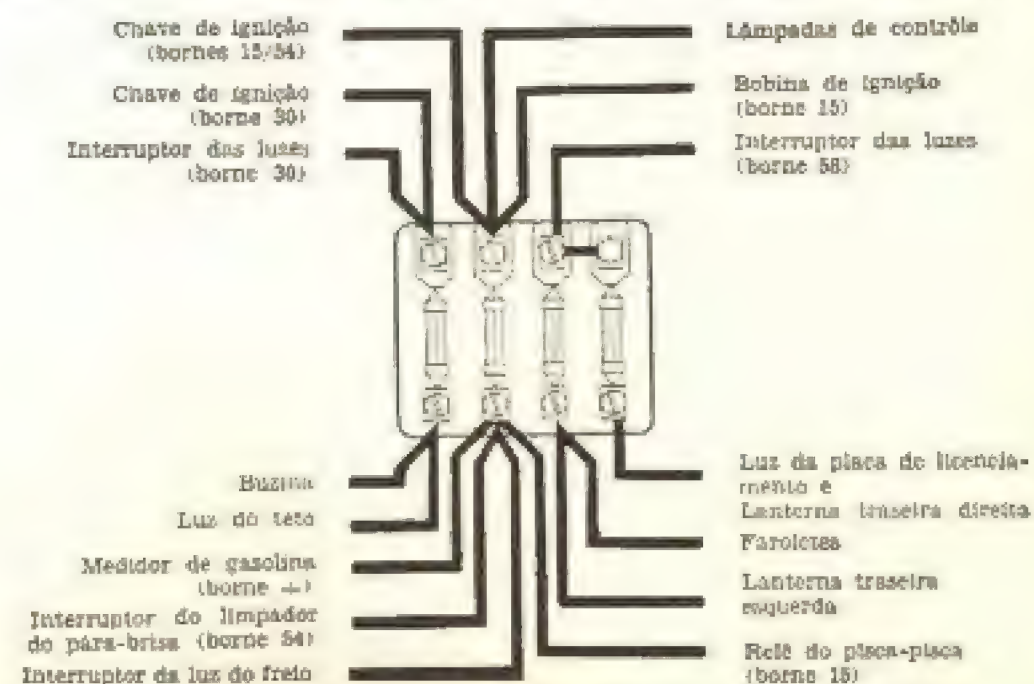 Chave de ignição
(bornes 15/54)
Chave de ignição
(borne 30)
Interruptor das luzes
(borne 30)
Lâmpadas de contrôle
Bobina de ignição
(borne 15)
Interruptor das luzes
(borne 58)
Buzina
Luz do teto
Medidor de gasolina
(borne +)
Interruptor do limpador
do pára-brisa (borne 54)
Interruptor da luz do freio
Luz da placa de licencia-
mento e
Lanterna traseira direita
Faroletes
Lanterna traseira
esquerda
Relê do pisca-pisca
(borne 15)